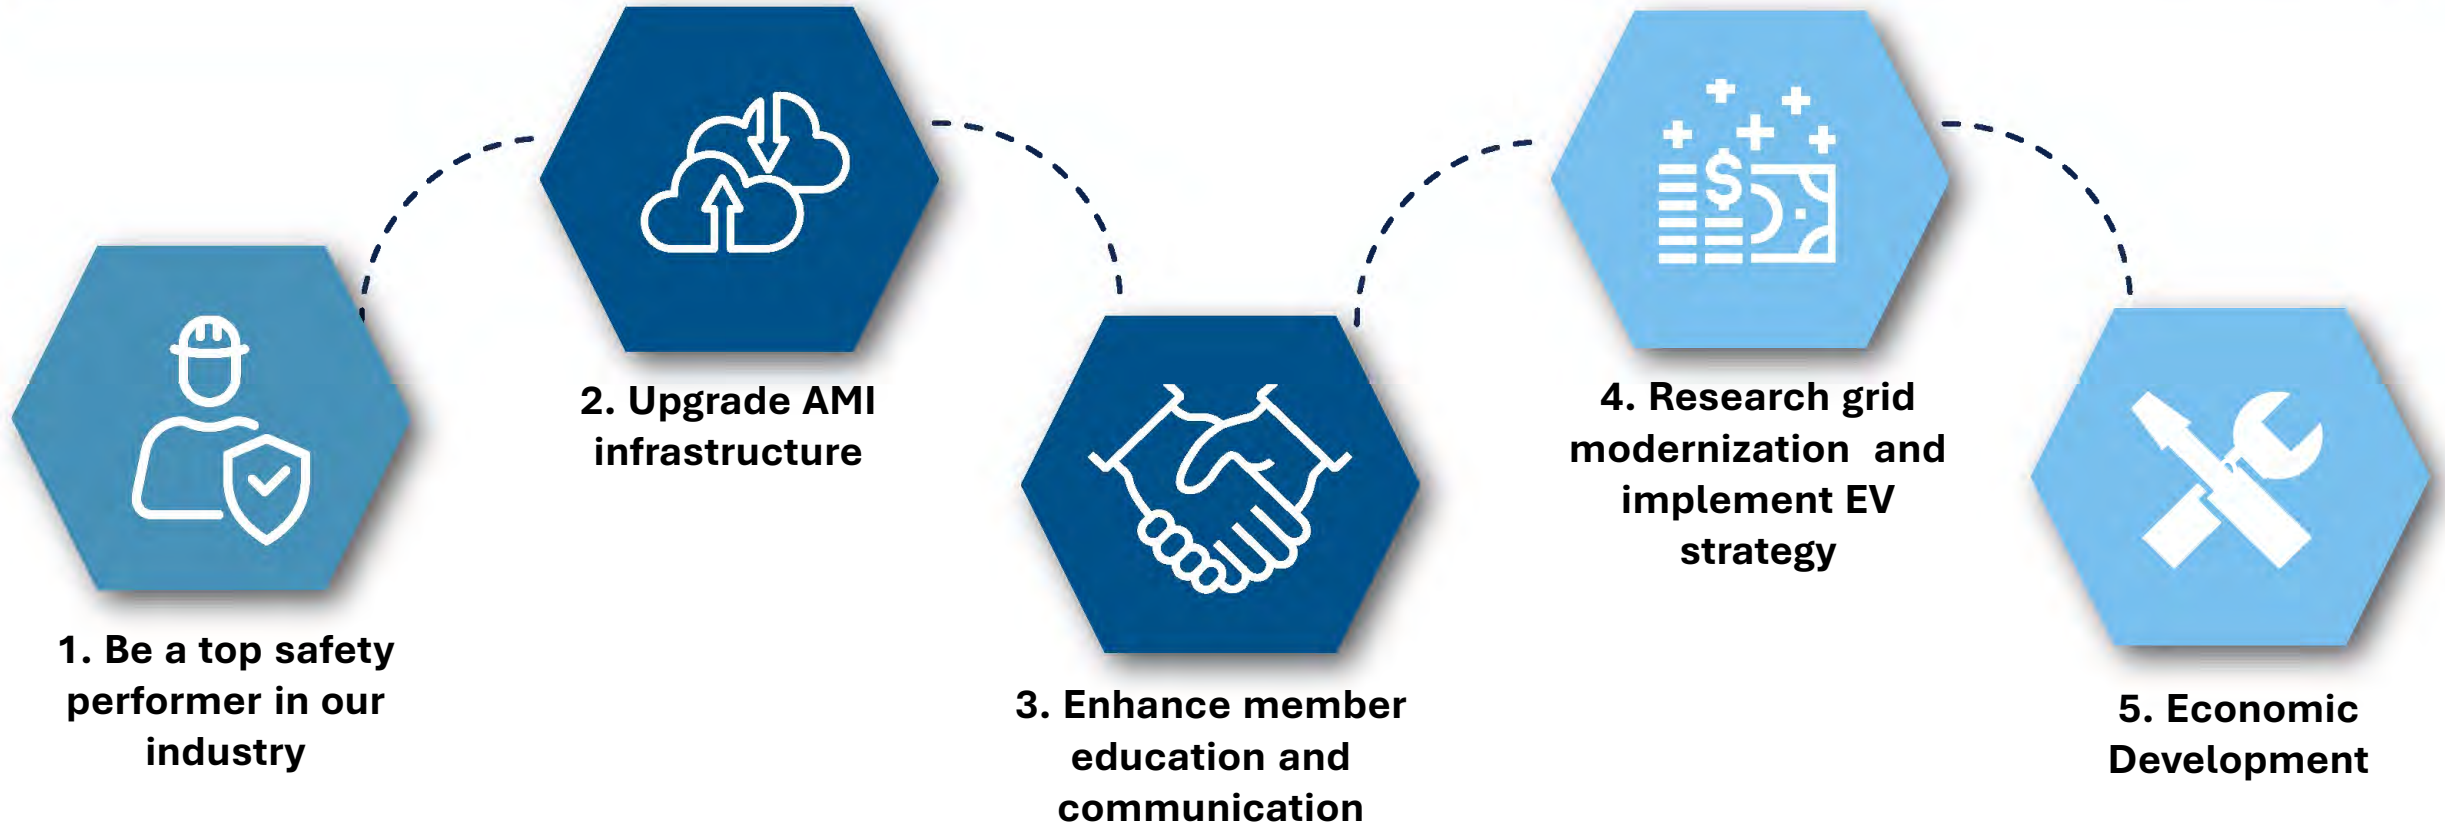 1. Be a top safety
performer in our
industry
2. Upgrade AMI
infrastructure
3. Enhance member
education and
communication
4. Research grid
modernization  and
implement EV
strategy
5. Economic
Development